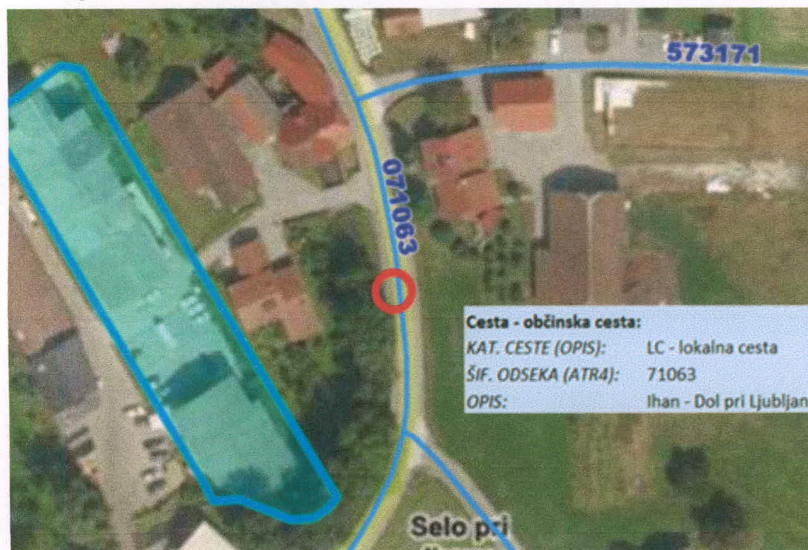 573171
071063
Cesta - občinska cesta:
KAT. CESTE (OPIS): LC - lokalna cesta
ŠIF. ODSEKA (ATR4): 71063
OPIS: Ihan - Dol pri Ljubljan
Selo pri